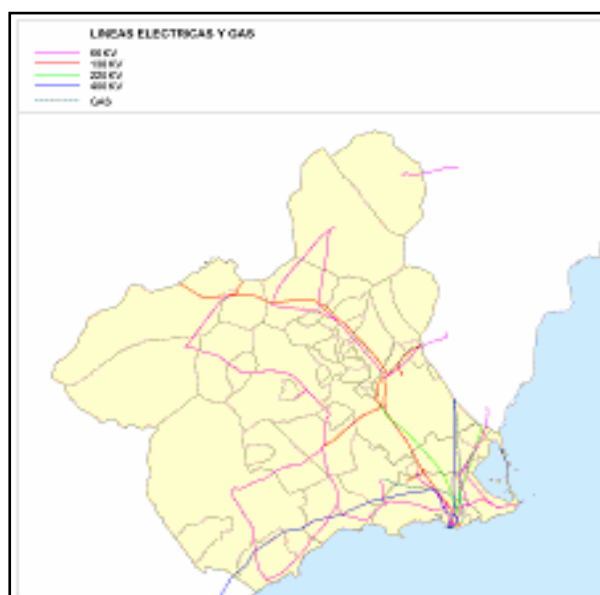 LINEAS ELECTRICAS Y GAS
66 KV
132 KV
220 KV
400 KV
GAS